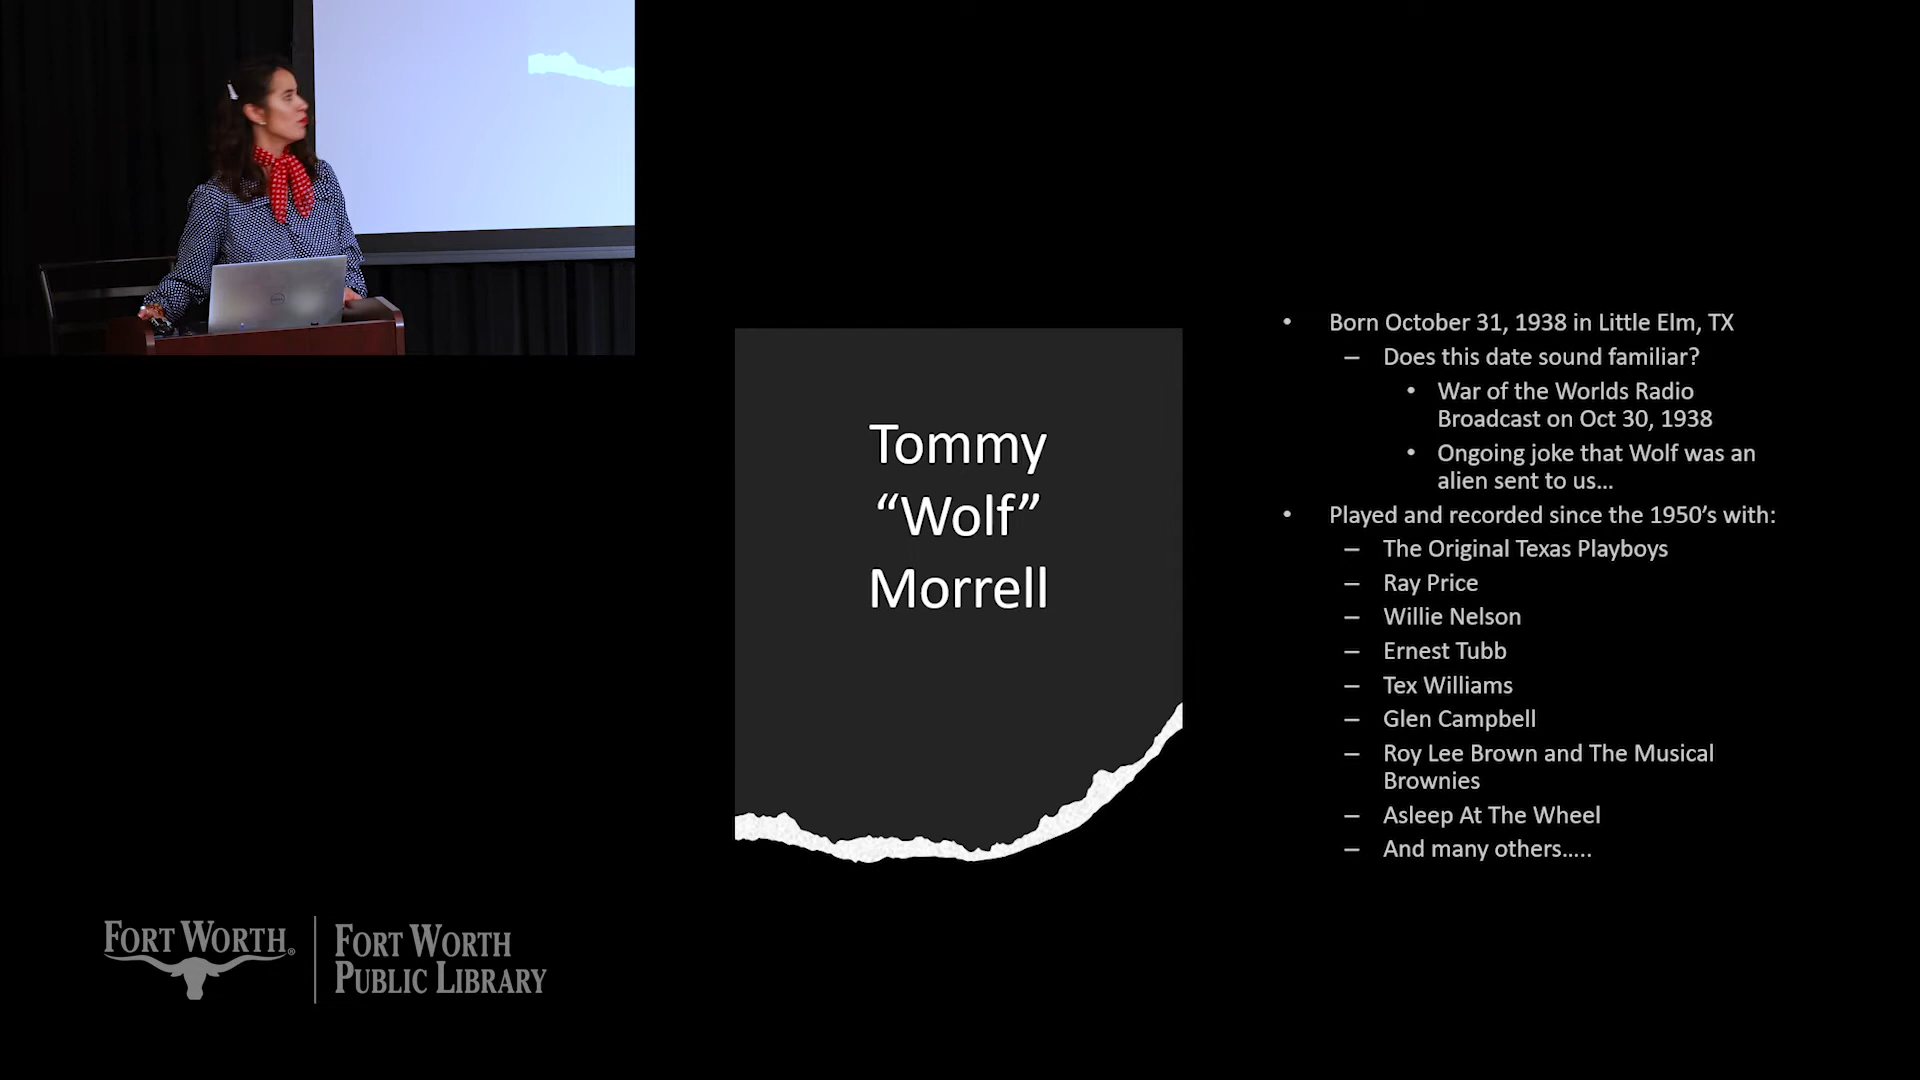 Tommy
“Wolf”
Morrell
• Born October 31, 1938 in Little Elm, TX
– Does this date sound familiar?
• War of the Worlds Radio
Broadcast on Oct 30, 1938
• Ongoing joke that Wolf was an
alien sent to us...
• Played and recorded since the 1950’s with:
– The Original Texas Playboys
– Ray Price
– Willie Nelson
– Ernest Tubb
– Tex Williams
– Glen Campbell
– Roy Lee Brown and The Musical
Brownies
– Asleep At The Wheel
– And many others…..
FORT WORTH®
FORT WORTH
PUBLIC LIBRARY